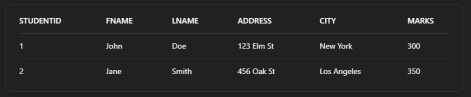 STUDENTID FNAME LNAME ADDRESS CITY MARKS
1 John Doe 123 Elm St New York 300
2 Jane Smith 456 Oak St Los Angeles 350